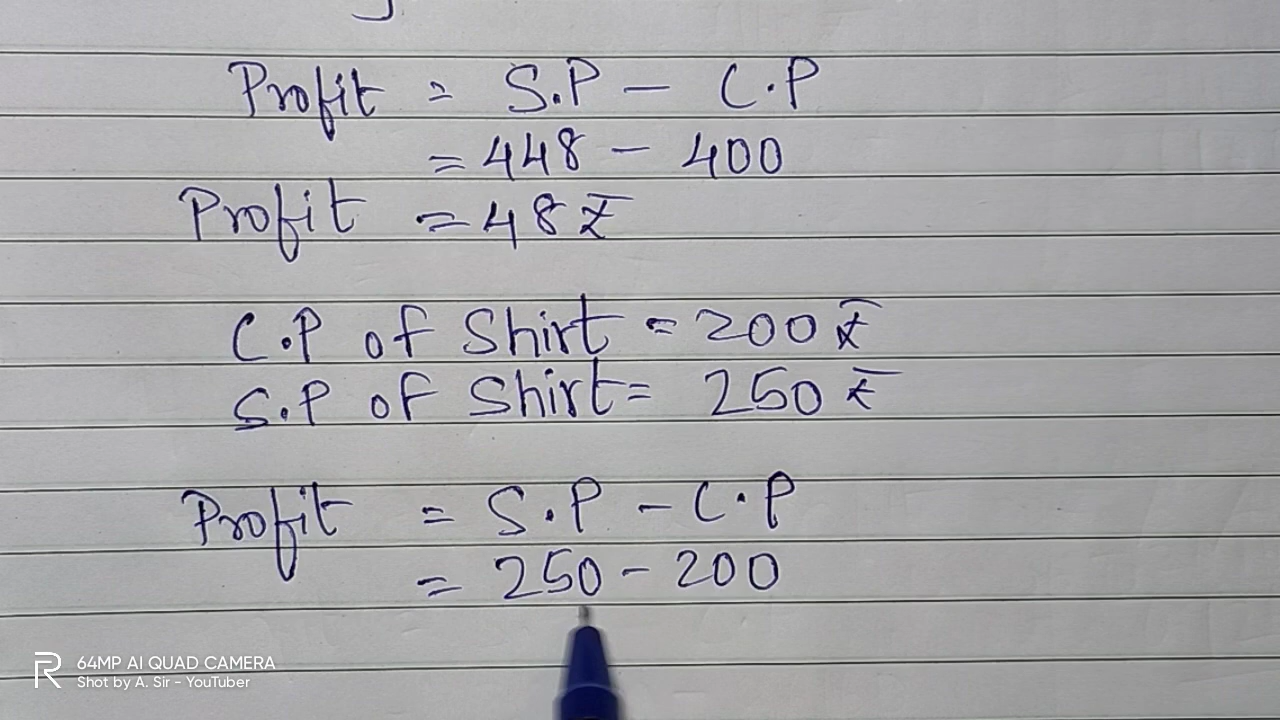 Profit = S.P - C.P
= 448 - 400
Profit = 48₹
C.P of Shirt = 200₹
S.P of Shirt = 250₹
Profit = S.P - C.P
= 250 - 200
64MP AI QUAD CAMERA
Shot by A. Sir - YouTuber